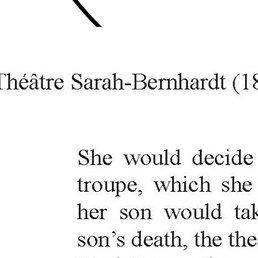 Théâtre Sarah-Bernhardt (18
She would decide
troupe, which she
her son would tak
son's death, the the